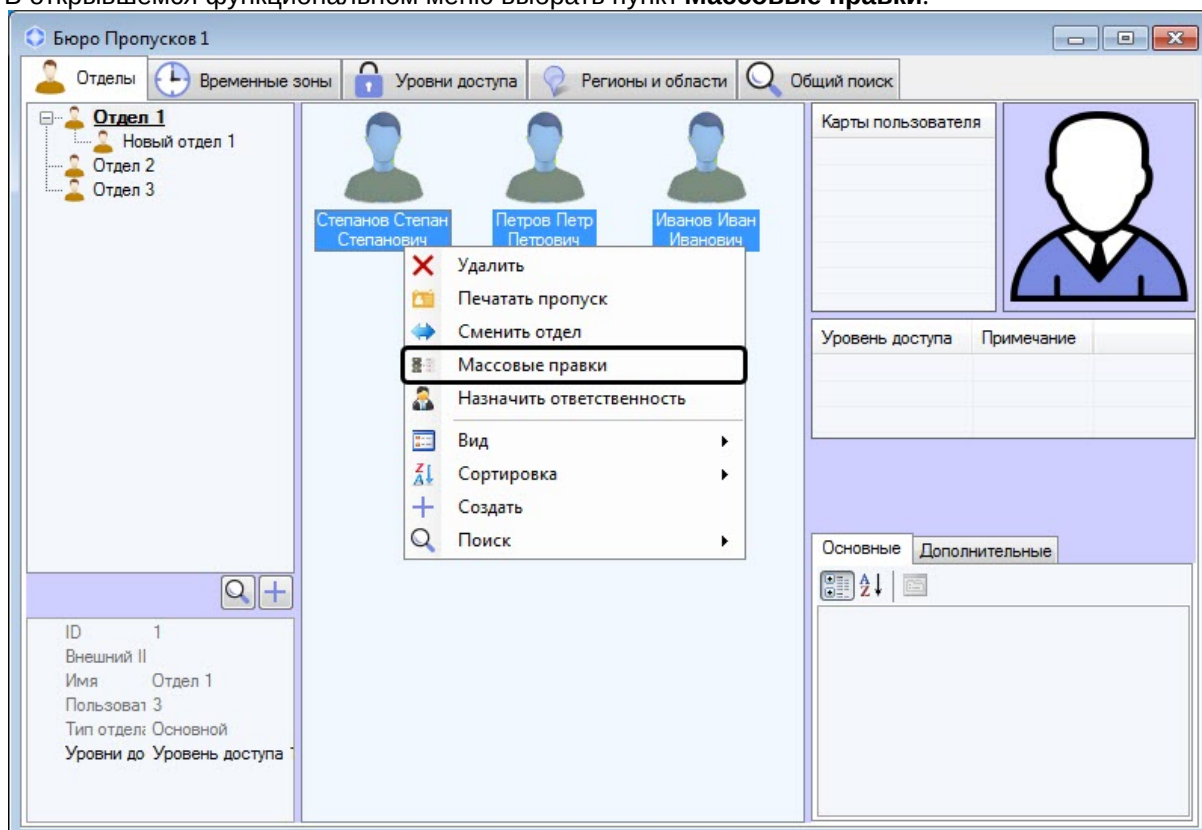 В открывшемся функциональном меню выбрать пункт Массовые правки.
Бюро Пропусков 1
Отделы
Временные зоны
Уровни доступа
Регионы и области
Общий поиск
Отдел 1
Новый отдел 1
Отдел 2
Отдел 3
Степанов Степан
Степанович
Петров Петр
Петрович
Иванов Иван
Иванович
Удалить
Печатать пропуск
Сменить отдел
Массовые правки
Назначить ответственность
Вид
Сортировка
Создать
Поиск
Карты пользователя
Уровень доступа Примечание
Основные Дополнительные
ID 1
Внешний II
Имя Отдел 1
Пользоват 3
Тип отдела Основной
Уровни до Уровень доступа 1